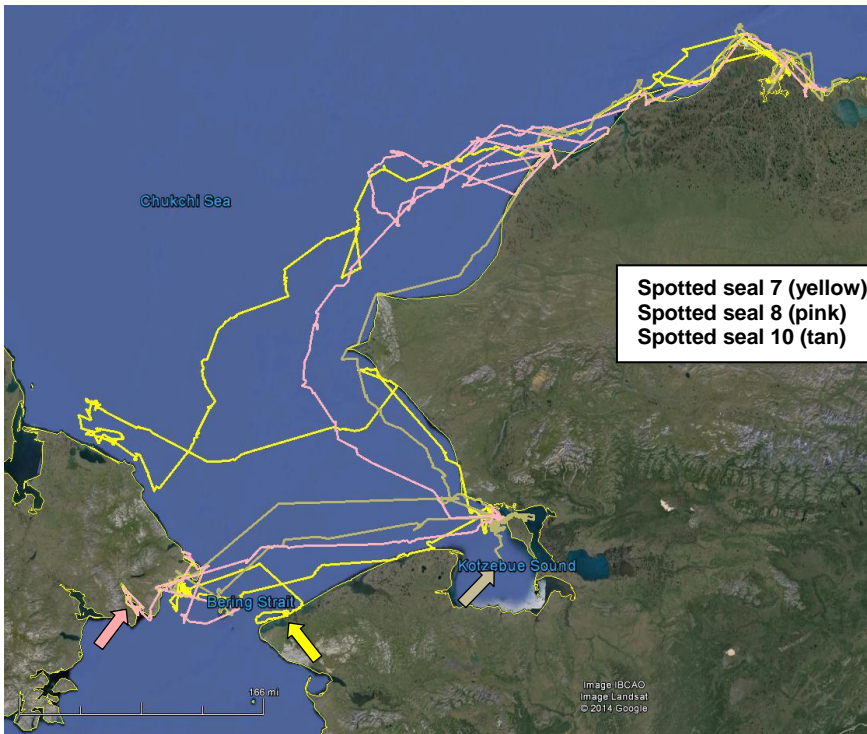 Chukchi Sea
Spotted seal 7 (yellow)
Spotted seal 8 (pink)
Spotted seal 10 (tan)
Kotzebue Sound
Bering Strait
166 mi
Image IBCAO
Image Landsat
© 2014 Google